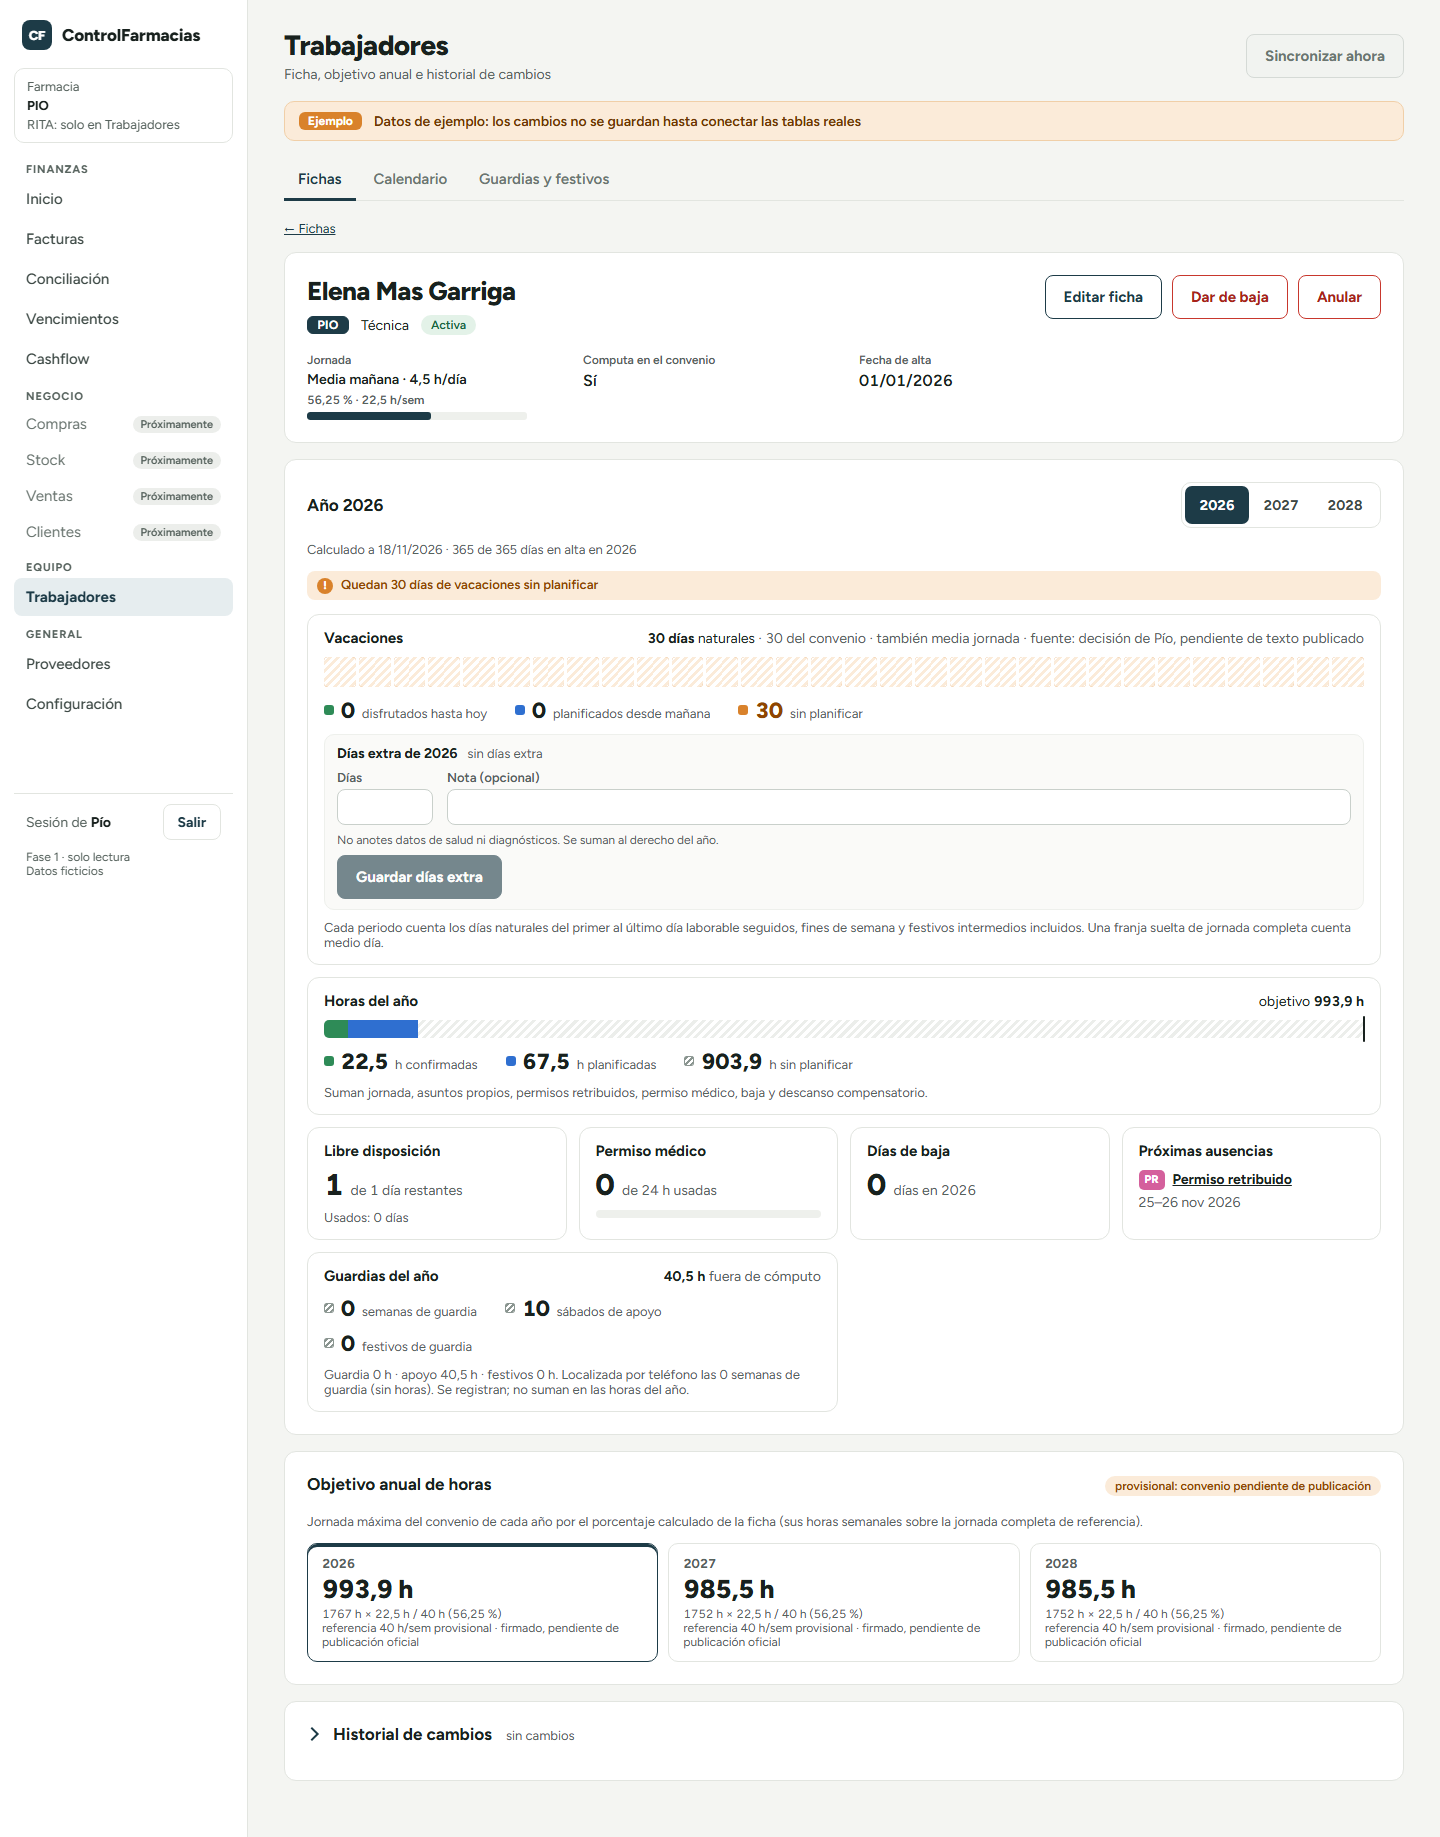 CF ControlFarmacias
Farmacia
PIO
RITA: solo en Trabajadores
FINANZAS
Inicio
Facturas
Conciliación
Vencimientos
Cashflow
NEGOCIO
Compras Próximamente
Stock Próximamente
Ventas Próximamente
Clientes Próximamente
EQUIPO
Trabajadores
GENERAL
Proveedores
Configuración
Sesión de Pío Salir
Fase 1 · solo lectura
Datos ficticios
Trabajadores
Ficha, objetivo anual e historial de cambios
Sincronizar ahora
Ejemplo Datos de ejemplo: los cambios no se guardan hasta conectar las tablas reales
Fichas Calendario Guardias y festivos
← Fichas
Elena Mas Garriga
PIO Técnica Activa
Editar ficha Dar de baja Anular
Jornada
Media mañana · 4,5 h/día
56,25 % · 22,5 h/sem
Computa en el convenio
Sí
Fecha de alta
01/01/2026
Año 2026
2026 2027 2028
Calculado a 18/11/2026 · 365 de 365 días en alta en 2026
! Quedan 30 días de vacaciones sin planificar
Vacaciones 30 días naturales · 30 del convenio · también media jornada · fuente: decisión de Pío, pendiente de texto publicado
0 disfrutados hasta hoy 0 planificados desde mañana 30 sin planificar
Días extra de 2026 sin días extra
Días Nota (opcional)
No anotes datos de salud ni diagnósticos. Se suman al derecho del año.
Guardar días extra
Cada periodo cuenta los días naturales del primer al último día laborable seguidos, fines de semana y festivos intermedios incluidos. Una franja suelta de jornada completa cuenta
medio día.
Horas del año objetivo 993,9 h
22,5 h confirmadas 67,5 h planificadas 903,9 h sin planificar
Suman jornada, asuntos propios, permisos retribuidos, permiso médico, baja y descanso compensatorio.
Libre disposición
1 de 1 día restantes
Usados: 0 días
Permiso médico
0 de 24 h usadas
Días de baja
0 días en 2026
Próximas ausencias
PR Permiso retribuido
25–26 nov 2026
Guardias del año 40,5 h fuera de cómputo
0 semanas de guardia 10 sábados de apoyo
0 festivos de guardia
Guardia 0 h · apoyo 40,5 h · festivos 0 h. Localizada por teléfono las 0 semanas de
guardia (sin horas). Se registran; no suman en las horas del año.
Objetivo anual de horas provisional: convenio pendiente de publicación
Jornada máxima del convenio de cada año por el porcentaje calculado de la ficha (sus horas semanales sobre la jornada completa de referencia).
2026
993,9 h
1767 h × 22,5 h / 40 h (56,25 %)
referencia 40 h/sem provisional · firmado, pendiente de
publicación oficial
2027
985,5 h
1752 h × 22,5 h / 40 h (56,25 %)
referencia 40 h/sem provisional · firmado, pendiente de
publicación oficial
2028
985,5 h
1752 h × 22,5 h / 40 h (56,25 %)
referencia 40 h/sem provisional · firmado, pendiente de
publicación oficial
Historial de cambios sin cambios